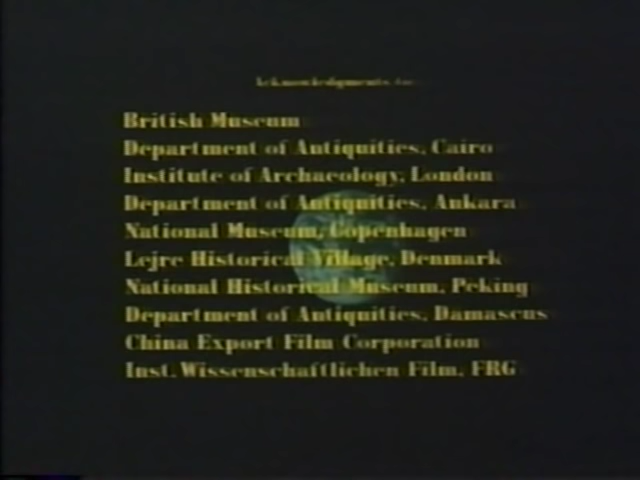 Acknowledgments to:
British Museum
Department of Antiquities, Cairo
Institute of Archaeology, London
Department of Antiquities, Ankara
National Museum, Copenhagen
Lejre Historical Village, Denmark
National Historical Museum, Peking
Department of Antiquities, Damascus
China Export Film Corporation
Inst. Wissenschaftlichen Film, FRG